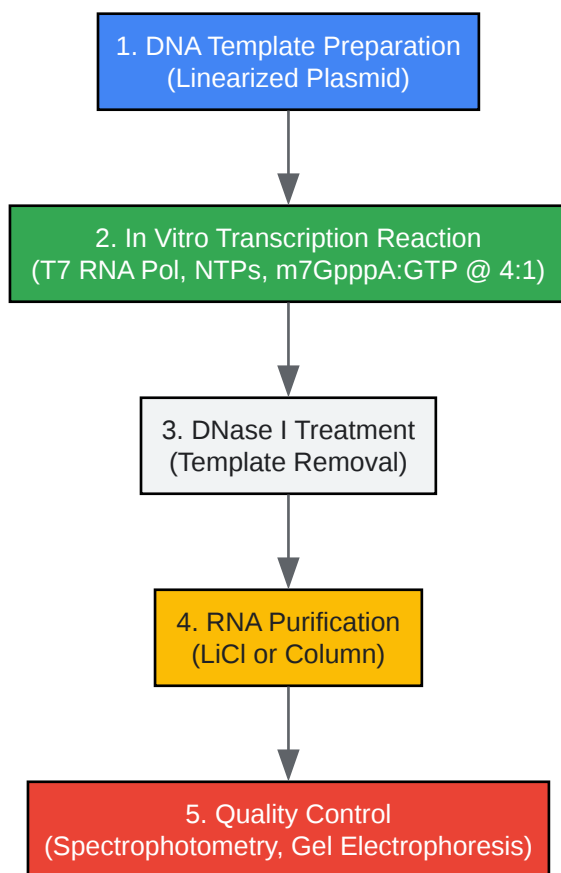 1. DNA Template Preparation
(Linearized Plasmid)
2. In Vitro Transcription Reaction
(T7 RNA Pol, NTPs, m7GpppA:GTP @ 4:1)
3. DNase I Treatment
(Template Removal)
4. RNA Purification
(LiCl or Column)
5. Quality Control
(Spectrophotometry, Gel Electrophoresis)